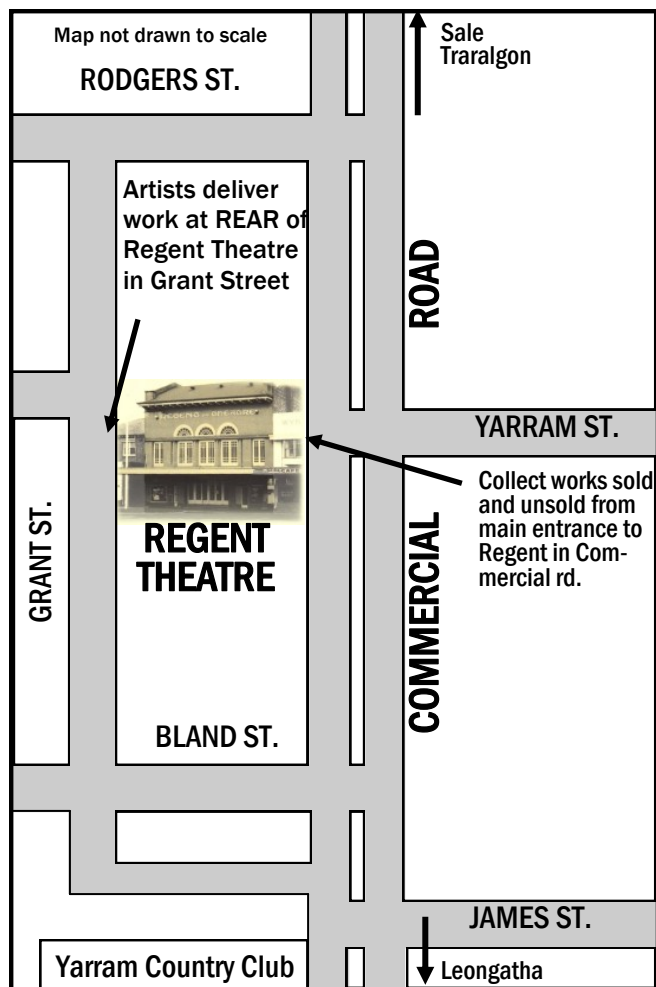 Map not drawn to scale
RODGERS ST.
Sale
Traralgon
Artists deliver
work at REAR of
Regent Theatre
in Grant Street
ROAD
YARRAM ST.
Collect works sold
and unsold from
main entrance to
Regent in Com-
mercial rd.
REGENT
THEATRE
GRANT ST.
COMMERCIAL
BLAND ST.
JAMES ST.
Yarram Country Club
Leongatha